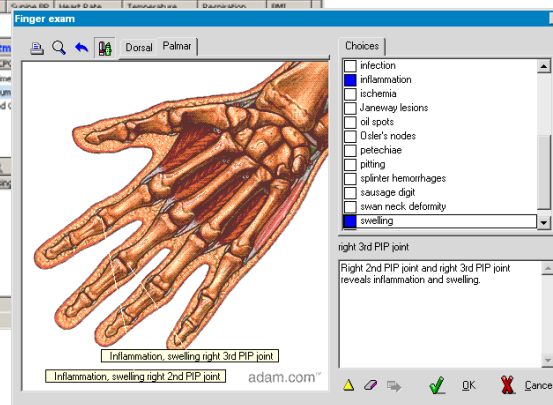 Supine BP Heart Rate Temperature Respiration BMI
Finger exam
Dorsal Palmar
Choices
infection
inflammation
ischemia
Janeway lesions
oil spots
Osler's nodes
petechiae
pitting
splinter hemorrhages
sausage digit
swan neck deformity
swelling
right 3rd PIP joint
Right 2nd PIP joint and right 3rd PIP joint
reveals inflammation and swelling.
Inflammation, swelling right 3rd PIP joint
Inflammation, swelling right 2nd PIP joint
adam.com
OK Cance